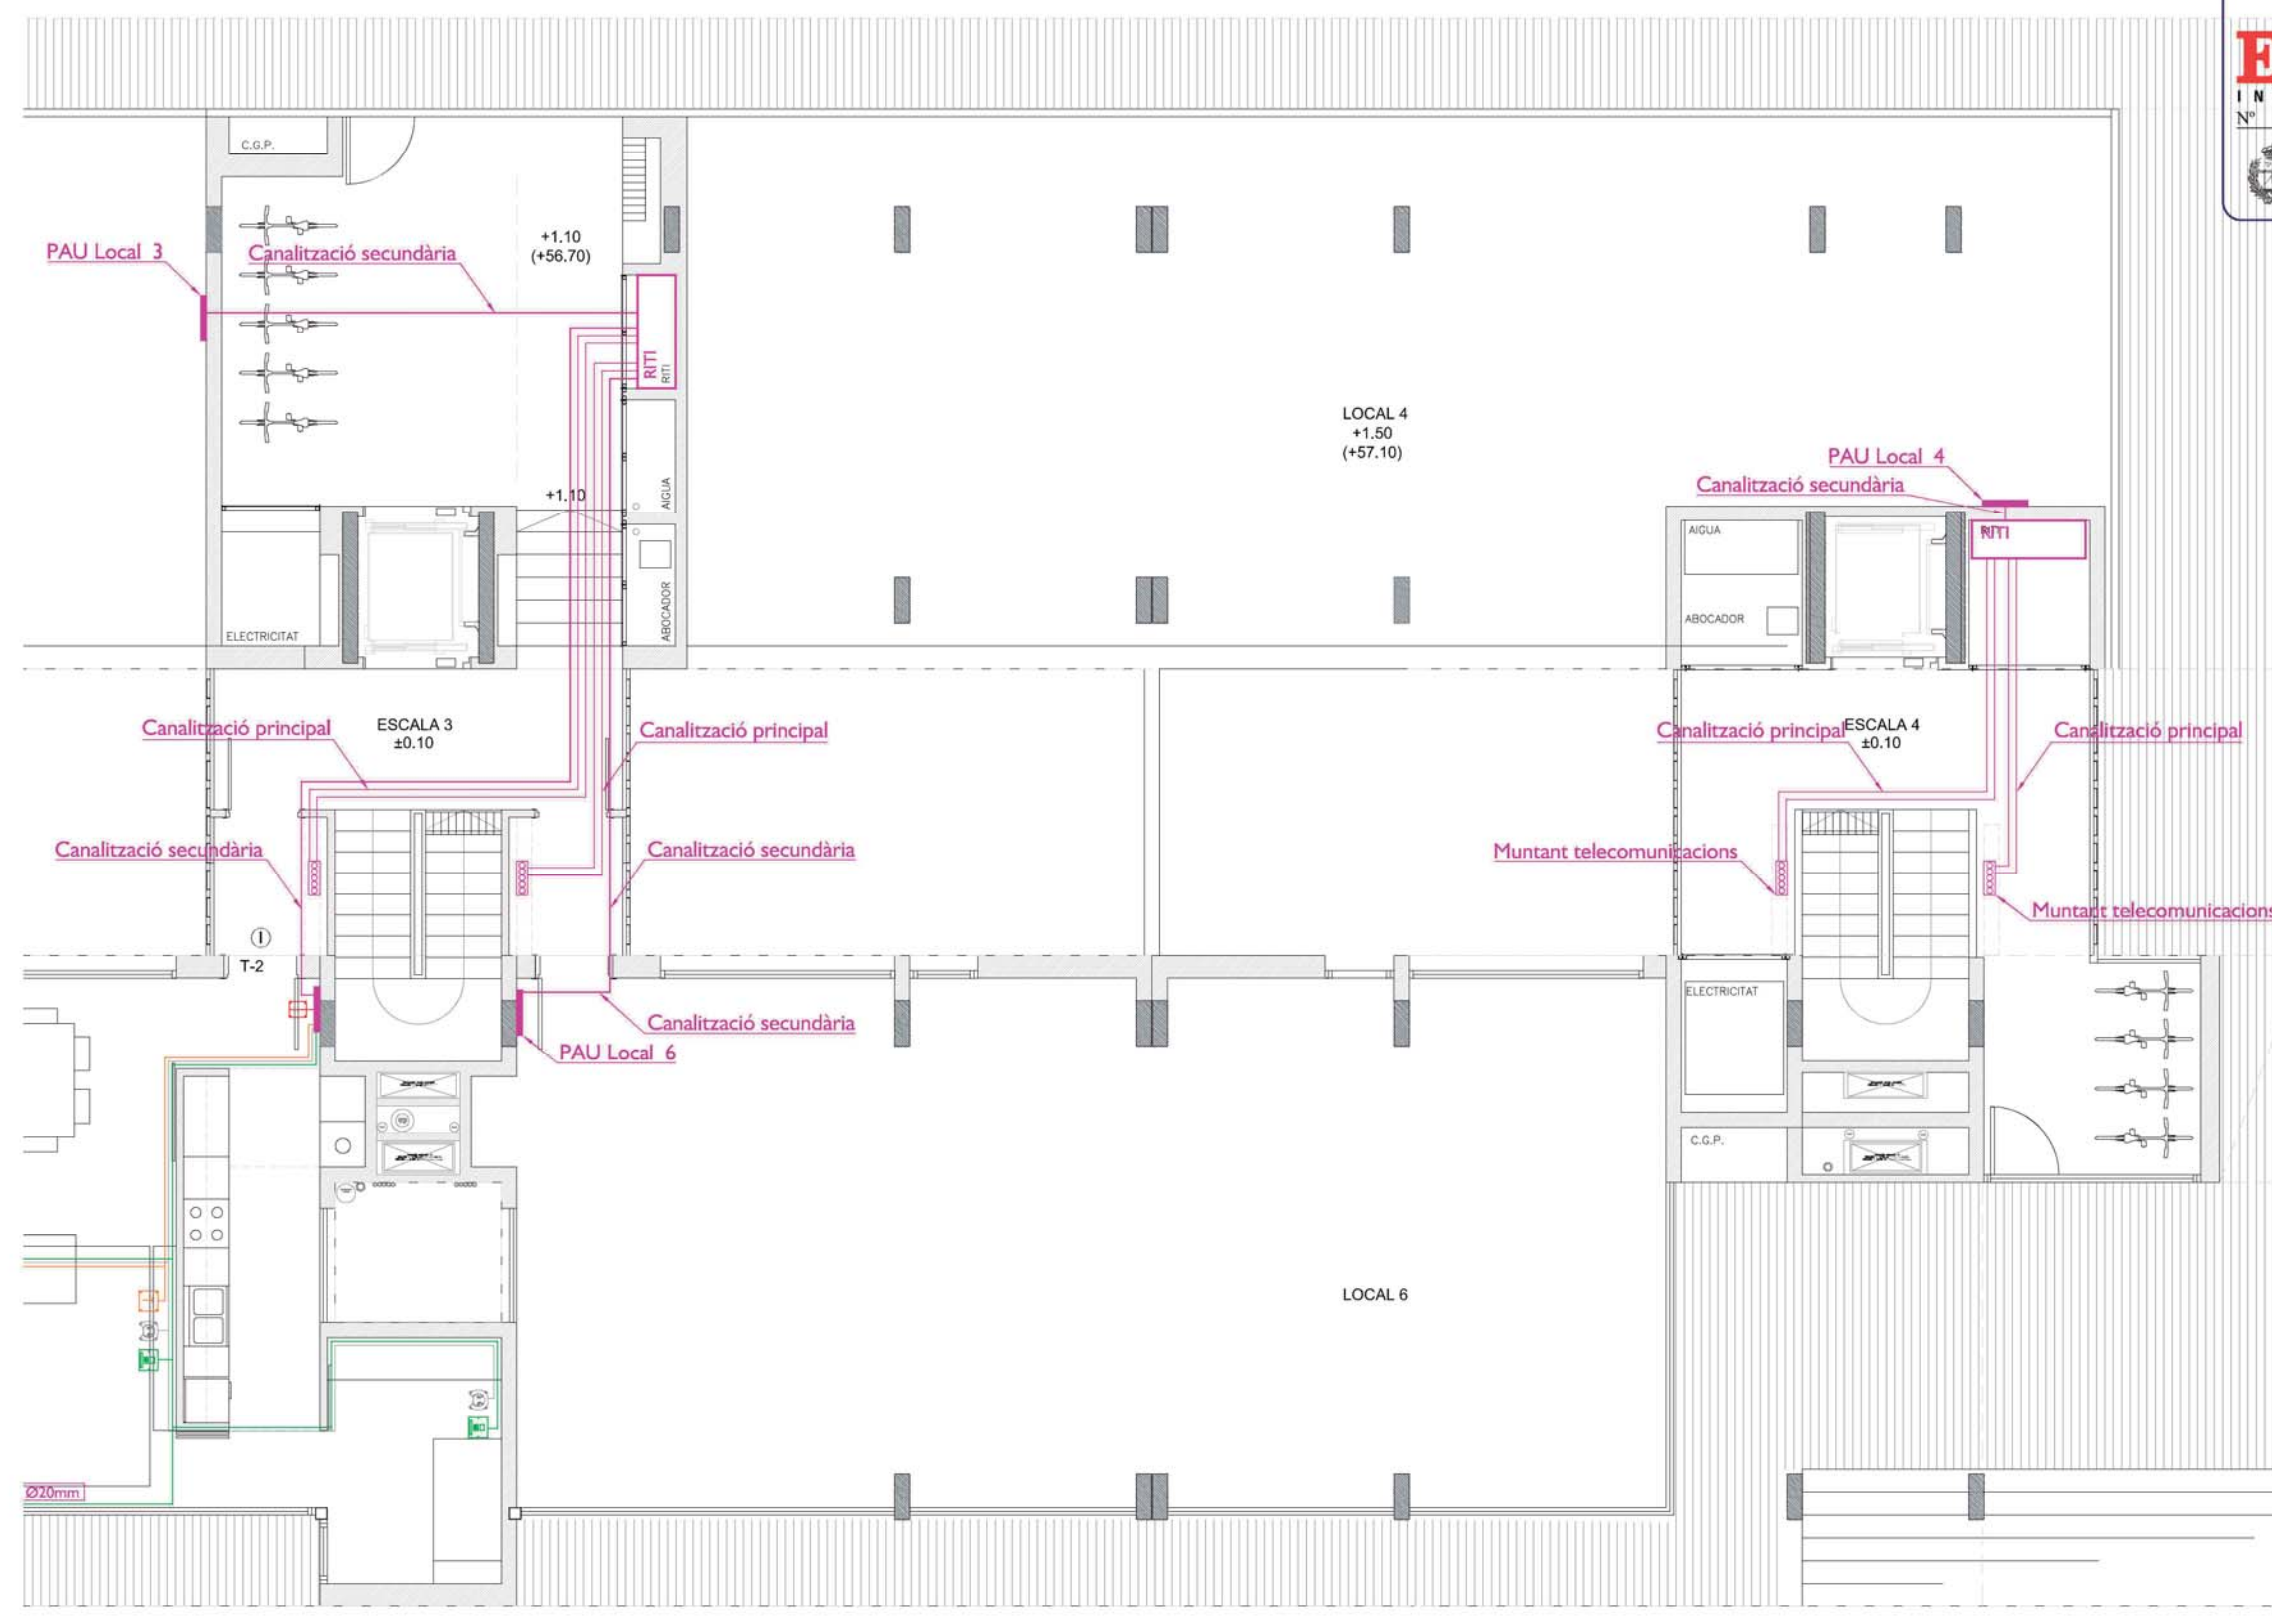 E
I N
Nº
C.G.P.
PAU Local 3
Canalització secundària
+1.10
(+56.70)
RITI
RITI
LOCAL 4
+1.50
(+57.10)
PAU Local 4
Canalització secundària
+1.10
AIGUA
AIGUA
RITI
ABOCADOR
ABOCADOR
ELECTRICITAT
Canalització principal
ESCALA 3
±0.10
Canalització principal
Canalització principal
ESCALA 4
±0.10
Canalització principal
Canalització secundària
Canalització secundària
Muntant telecomunicacions
Muntant telecomunicacions
I
T-2
ELECTRICITAT
Canalització secundària
PAU Local 6
C.G.P.
LOCAL 6
Ø20mm